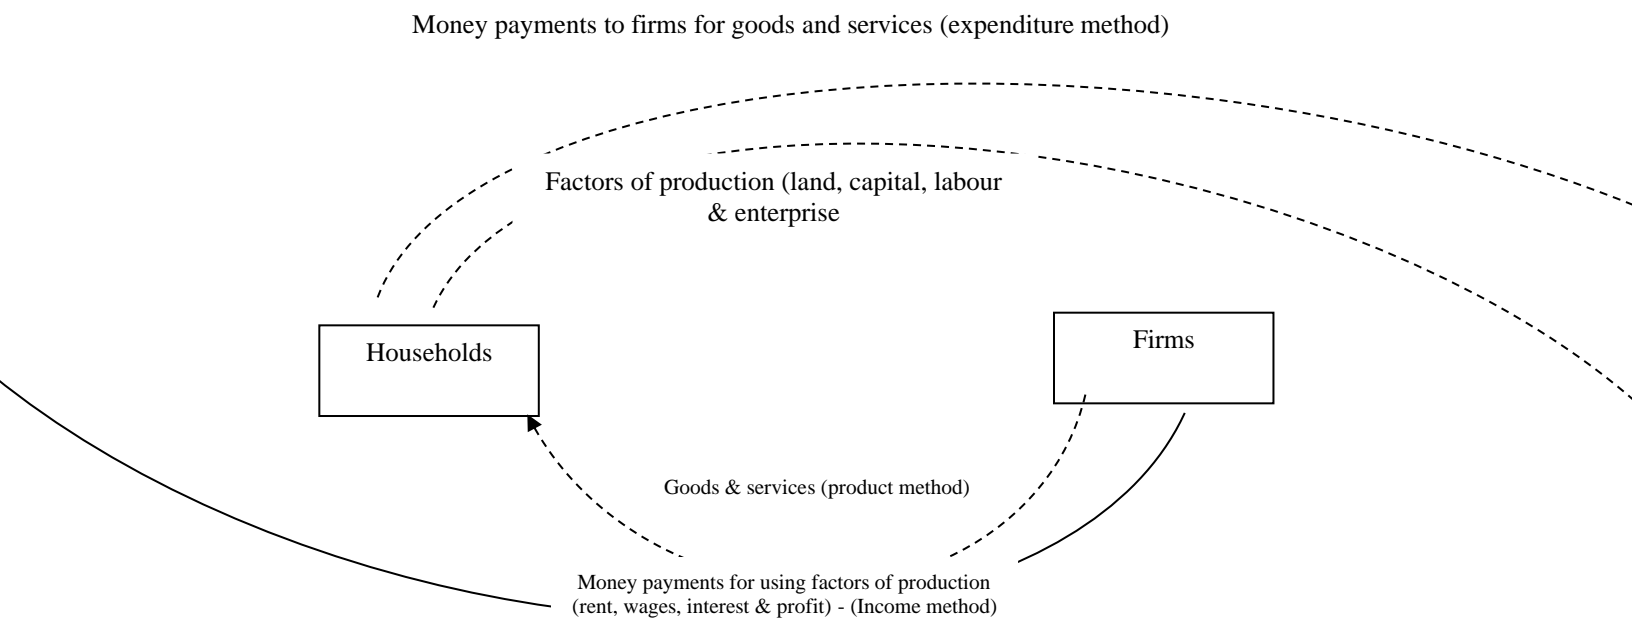 Money payments to firms for goods and services (expenditure method)
Factors of production (land, capital, labour
& enterprise
Households
Firms
Goods & services (product method)
Money payments for using factors of production
(rent, wages, interest & profit) - (Income method)